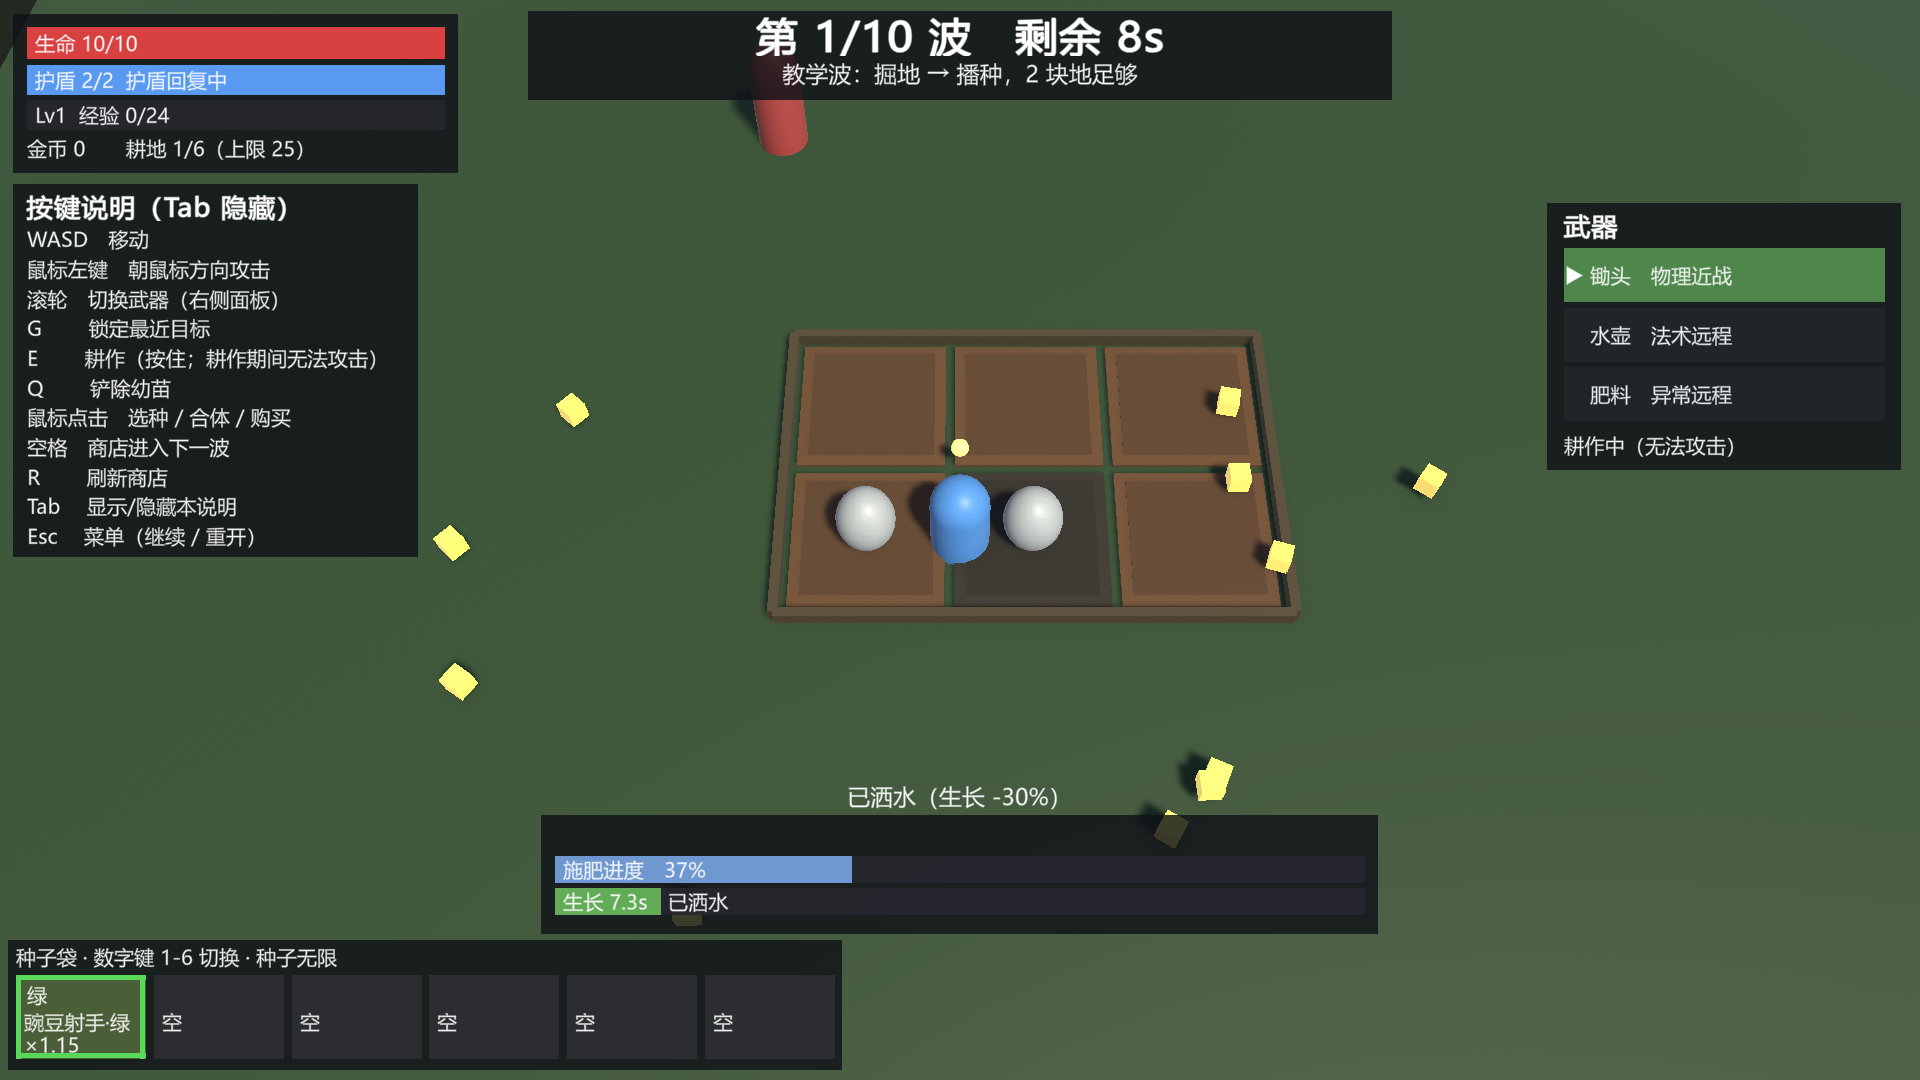 生命 10/10
护盾 2/2 护盾回复中
Lv1 经验 0/24
金币 0 耕地 1/6（上限 25）
第 1/10 波 剩余 8s
教学波：掘地 → 播种，2 块地足够
按键说明（Tab 隐藏）
WASD 移动
鼠标左键 朝鼠标方向攻击
滚轮 切换武器（右侧面板）
G 锁定最近目标
E 耕作（按住；耕作期间无法攻击）
Q 铲除幼苗
鼠标点击 选种 / 合体 / 购买
空格 商店进入下一波
R 刷新商店
Tab 显示/隐藏本说明
Esc 菜单（继续 / 重开）
武器
▶ 锄头 物理近战
水壶 法术远程
肥料 异常远程
耕作中（无法攻击）
已洒水（生长 -30%）
施肥进度 37%
生长 7.3s 已洒水
种子袋 · 数字键 1-6 切换 · 种子无限
绿
豌豆射手·绿
×1.15
空
空
空
空
空